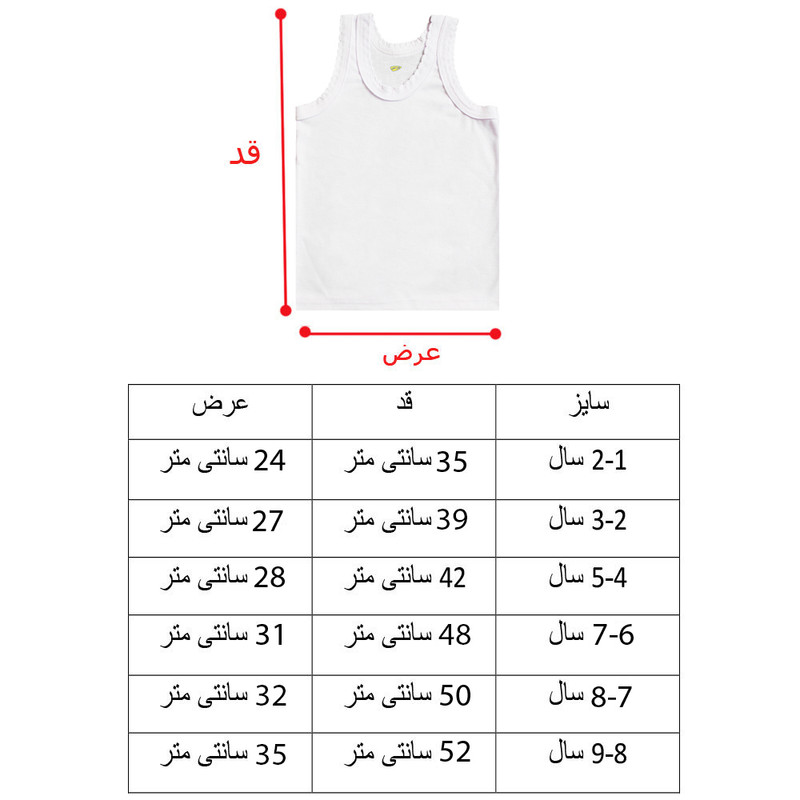 قد
عرض
سایز قد عرض
2-1 سال 35 سانتی متر 24 سانتی متر
3-2 سال 39 سانتی متر 27 سانتی متر
5-4 سال 42 سانتی متر 28 سانتی متر
7-6 سال 48 سانتی متر 31 سانتی متر
8-7 سال 50 سانتی متر 32 سانتی متر
9-8 سال 52 سانتی متر 35 سانتی متر